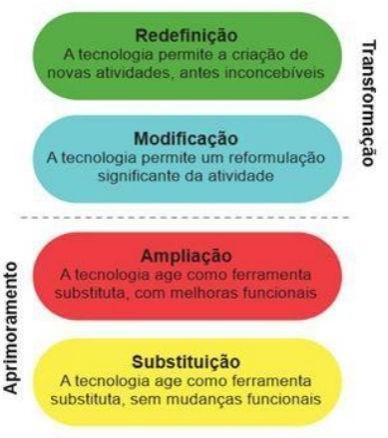 Redefinição
A tecnologia permite a criação de
novas atividades, antes inconcebíveis
Transformação
Modificação
A tecnologia permite um reformulação
significante da atividade
Aprimoramento
Ampliação
A tecnologia age como ferramenta
substituta, com melhoras funcionais
Substituição
A tecnologia age como ferramenta
substituta, sem mudanças funcionais